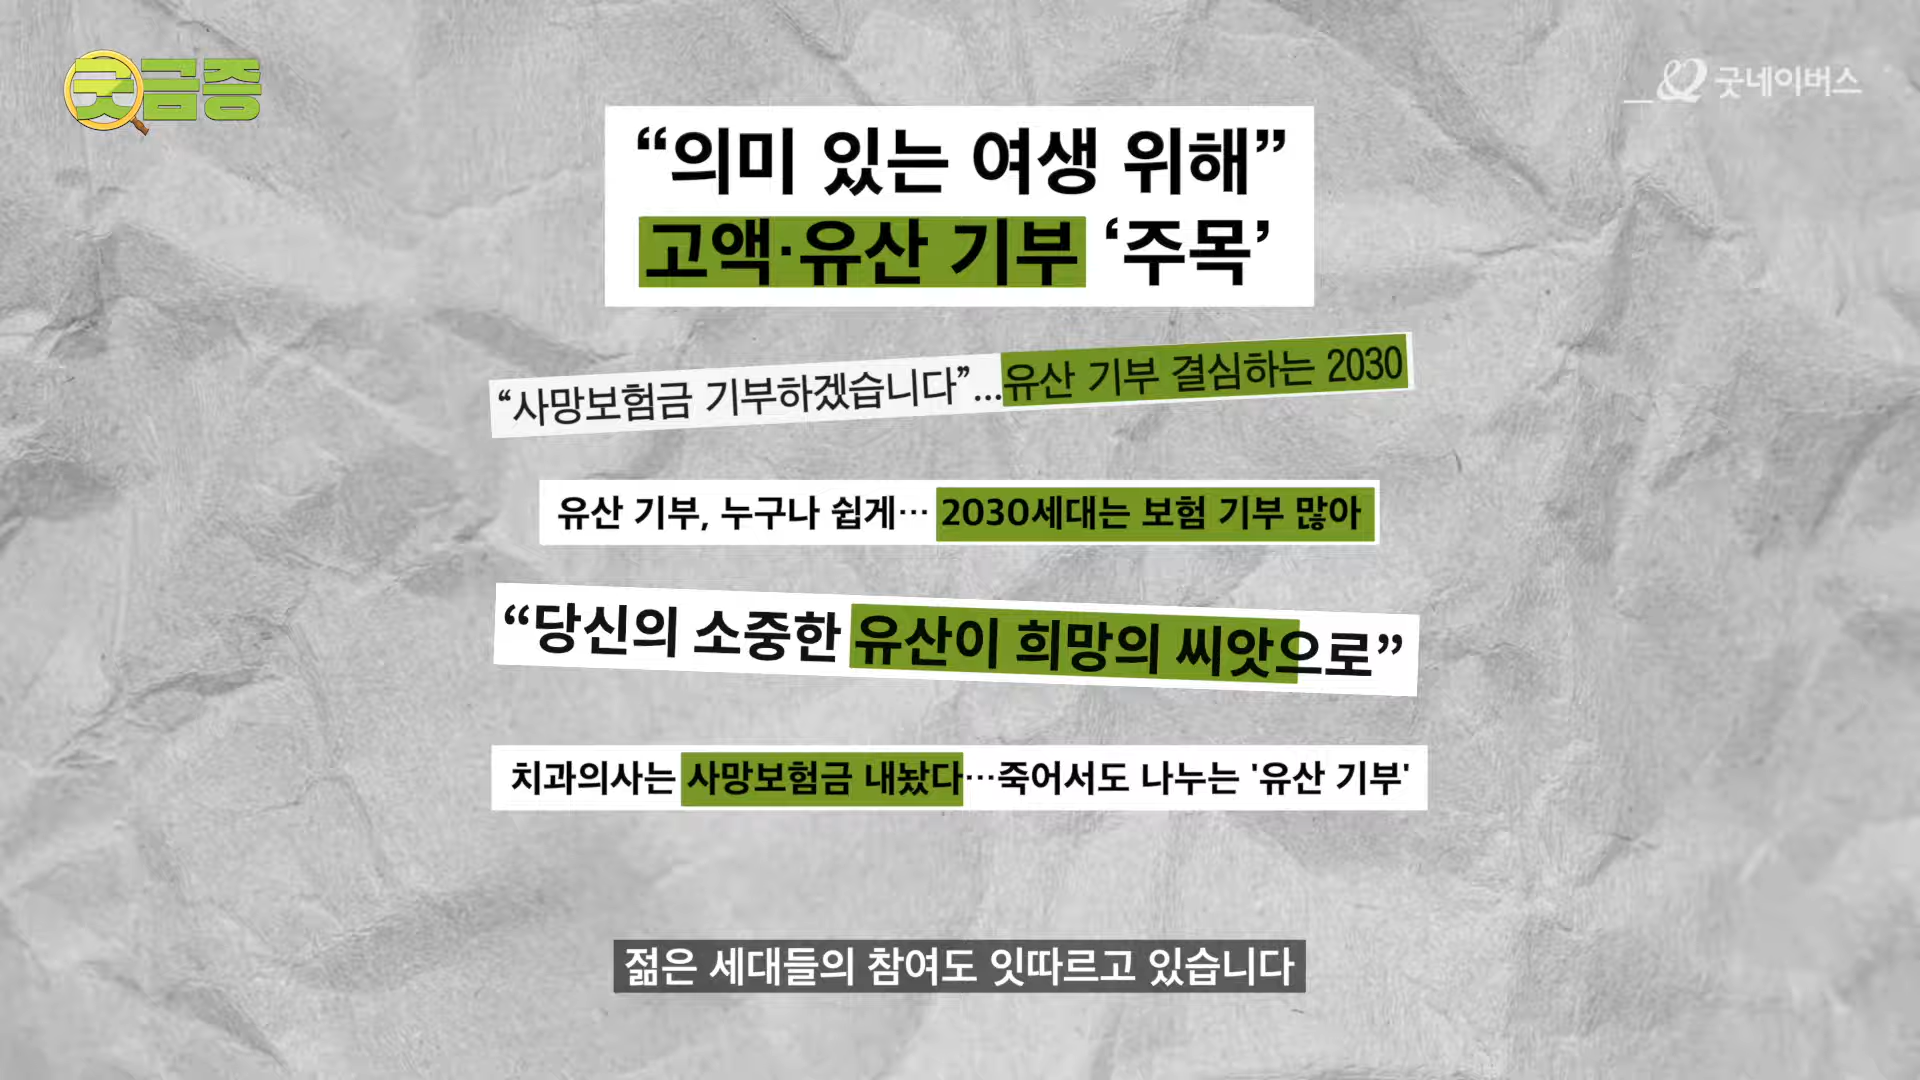 굿금증
굿네이버스
“의미 있는 여생 위해”
고액·유산 기부 ‘주목’
“사망보험금 기부하겠습니다”...유산 기부 결심하는 2030
유산 기부, 누구나 쉽게… 2030세대는 보험 기부 많아
“당신의 소중한 유산이 희망의 씨앗으로”
치과의사는 사망보험금 내놨다…죽어서도 나누는 '유산 기부'
젊은 세대들의 참여도 잇따르고 있습니다